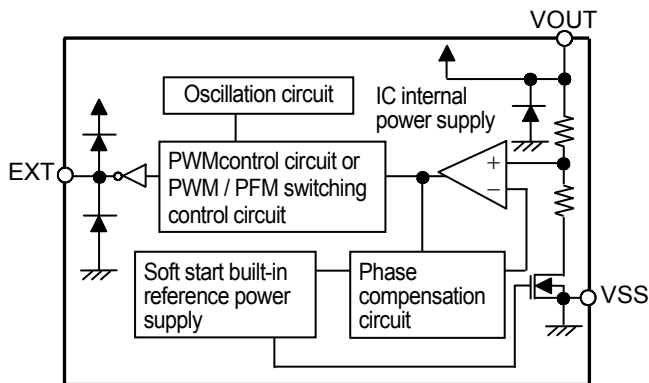 VOUT
Oscillation circuit
IC internal
power supply
EXT
PWMcontrol circuit or
PWM / PFM switching
control circuit
+
−
Soft start built-in
reference power
supply
Phase
compensation
circuit
VSS